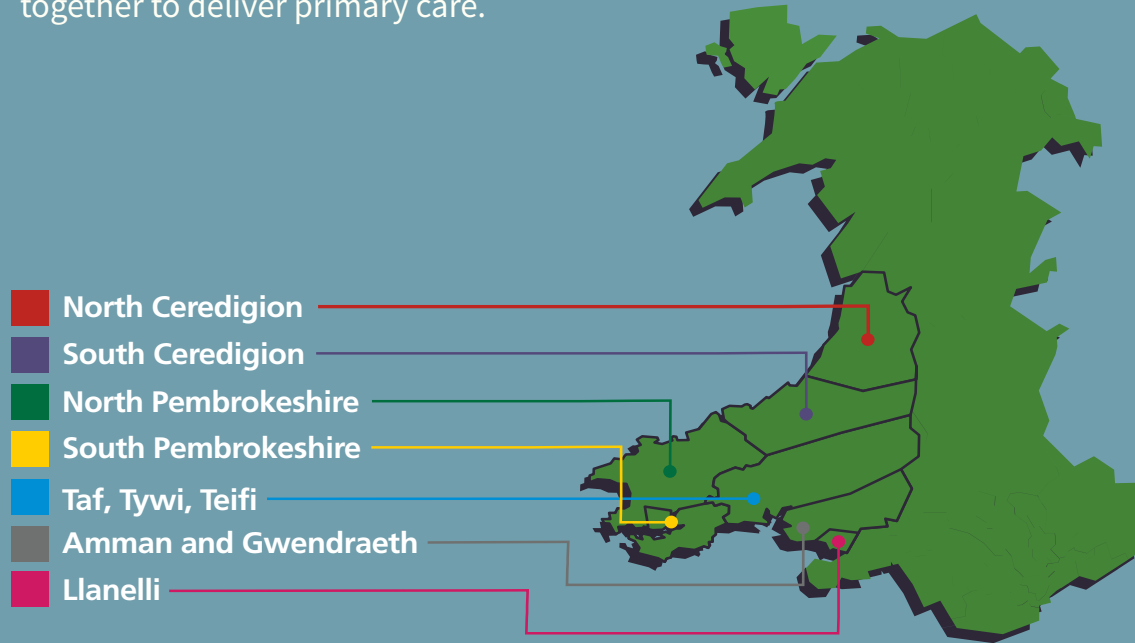 together to deliver primary care.
North Ceredigion
South Ceredigion
North Pembrokeshire
South Pembrokeshire
Taf, Tywi, Teifi
Amman and Gwendraeth
Llanelli